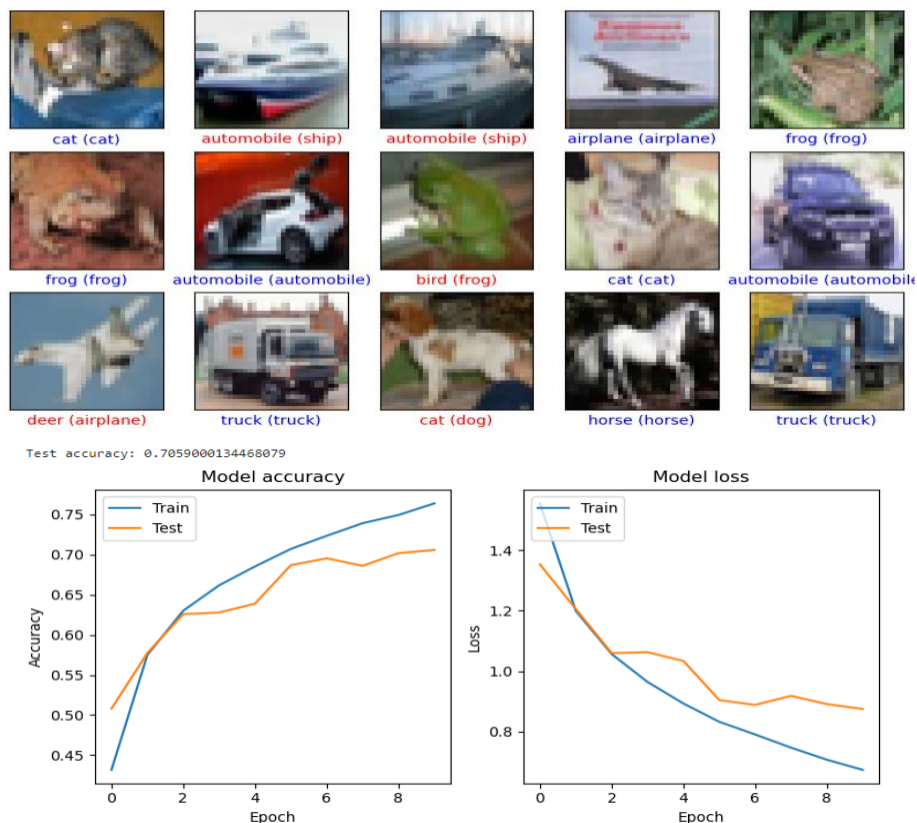 cat (cat)
automobile (ship)
automobile (ship)
airplane (airplane)
frog (frog)
frog (frog)
automobile (automobile)
bird (frog)
cat (cat)
automobile (automobile
deer (airplane)
truck (truck)
cat (dog)
horse (horse)
truck (truck)
Test accuracy: 0.7059000134468079
Model accuracy
Train
Test
0.75
0.70
0.65
0.60
0.55
0.50
0.45
Accuracy
0
2
4
6
8
Epoch
Model loss
Train
Test
1.4
1.2
1.0
0.8
Loss
0
2
4
6
8
Epoch